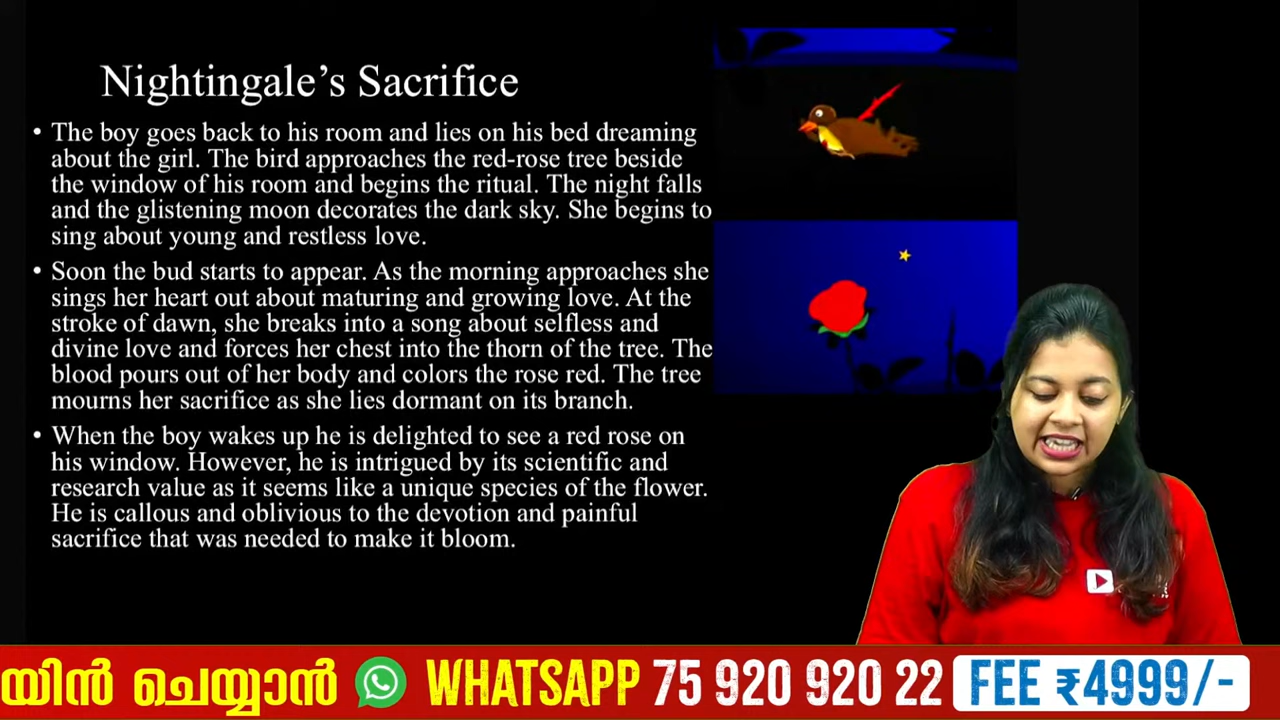 Nightingale's Sacrifice
• The boy goes back to his room and lies on his bed dreaming
about the girl. The bird approaches the red-rose tree beside
the window of his room and begins the ritual. The night falls
and the glistening moon decorates the dark sky. She begins to
sing about young and restless love.
• Soon the bud starts to appear. As the morning approaches she
sings her heart out about maturing and growing love. At the
stroke of dawn, she breaks into a song about selfless and
divine love and forces her chest into the thorn of the tree. The
blood pours out of her body and colors the rose red. The tree
mourns her sacrifice as she lies dormant on its branch.
• When the boy wakes up he is delighted to see a red rose on
his window. However, he is intrigued by its scientific and
research value as it seems like a unique species of the flower.
He is callous and oblivious to the devotion and painful
sacrifice that was needed to make it bloom.
യിൻ ചെയ്യാൻ WHATSAPP 75 920 920 22 FEE ₹4999/-